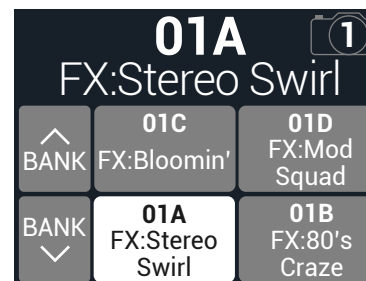 01A
1
FX:Stereo Swirl
BANK
01C
FX:Bloomin'
01D
FX:Mod
Squad
BANK
01A
FX:Stereo
Swirl
01B
FX:80's
Craze